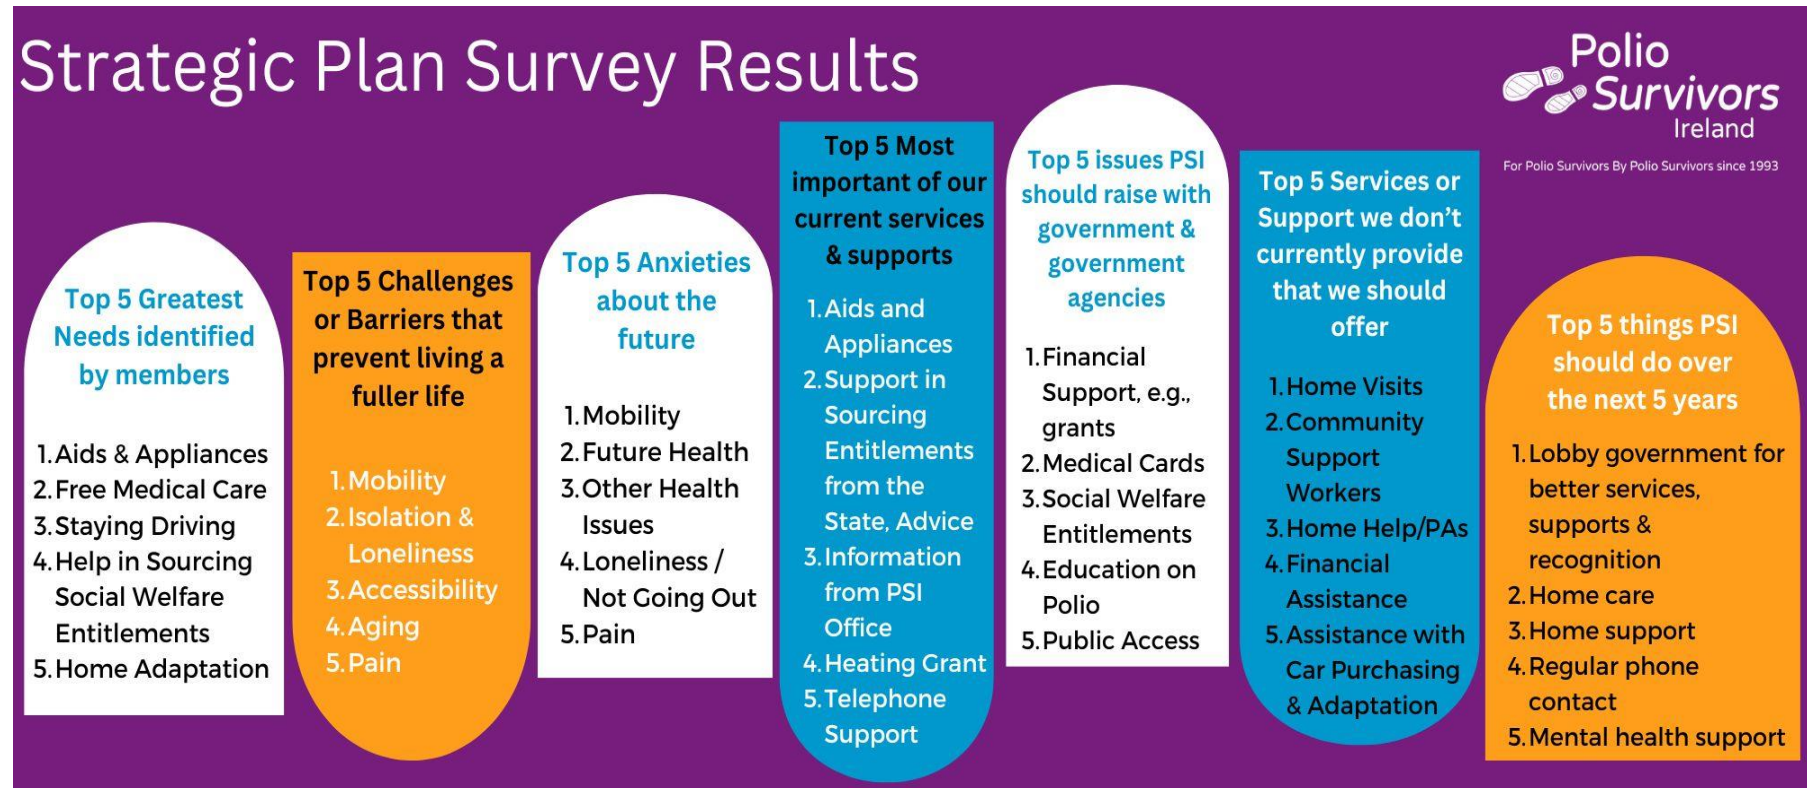 Strategic Plan Survey Results
Polio
Survivors
Ireland
For Polio Survivors By Polio Survivors since 1993
Top 5 Greatest
Needs identified
by members
1. Aids & Appliances
2. Free Medical Care
3. Staying Driving
4. Help in Sourcing
Social Welfare
Entitlements
5. Home Adaptation
Top 5 Challenges
or Barriers that
prevent living a
fuller life
1. Mobility
2. Isolation &
Loneliness
3. Accessibility
4. Aging
5. Pain
Top 5 Anxieties
about the
future
1. Mobility
2. Future Health
3. Other Health
Issues
4. Loneliness /
Not Going Out
5. Pain
Top 5 Most
important of our
current services
& supports
1. Aids and
Appliances
2. Support in
Sourcing
Entitlements
from the
State, Advice
3. Information
from PSI
Office
4. Heating Grant
5. Telephone
Support
Top 5 issues PSI
should raise with
government &
government
agencies
1. Financial
Support, e.g.,
grants
2. Medical Cards
3. Social Welfare
Entitlements
4. Education on
Polio
5. Public Access
Top 5 Services or
Support we don't
currently provide
that we should
offer
1. Home Visits
2. Community
Support
Workers
3. Home Help/PAs
4. Financial
Assistance
5. Assistance with
Car Purchasing
& Adaptation
Top 5 things PSI
should do over
the next 5 years
1. Lobby government for
better services,
supports &
recognition
2. Home care
3. Home support
4. Regular phone
contact
5. Mental health support